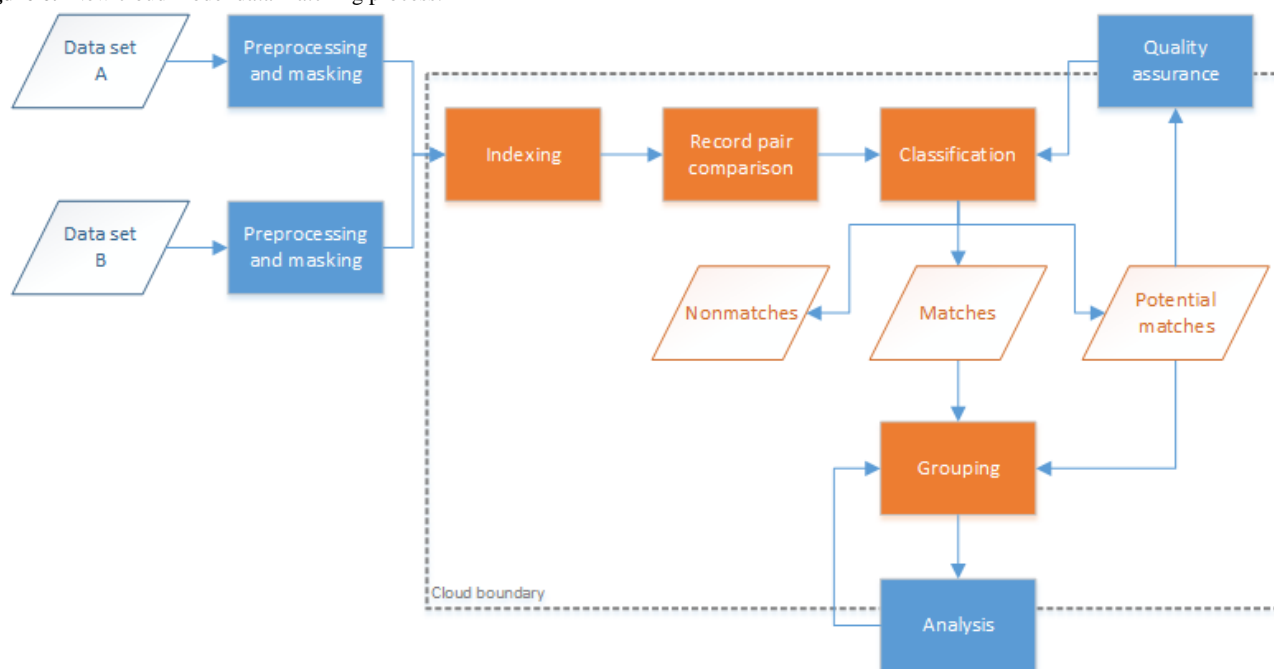 Data set
A
Preprocessing
and masking
Quality
assurance
Indexing
Record pair
comparison
Classification
Data set
B
Preprocessing
and masking
Nonmatches
Matches
Potential
matches
Grouping
Cloud boundary
Analysis